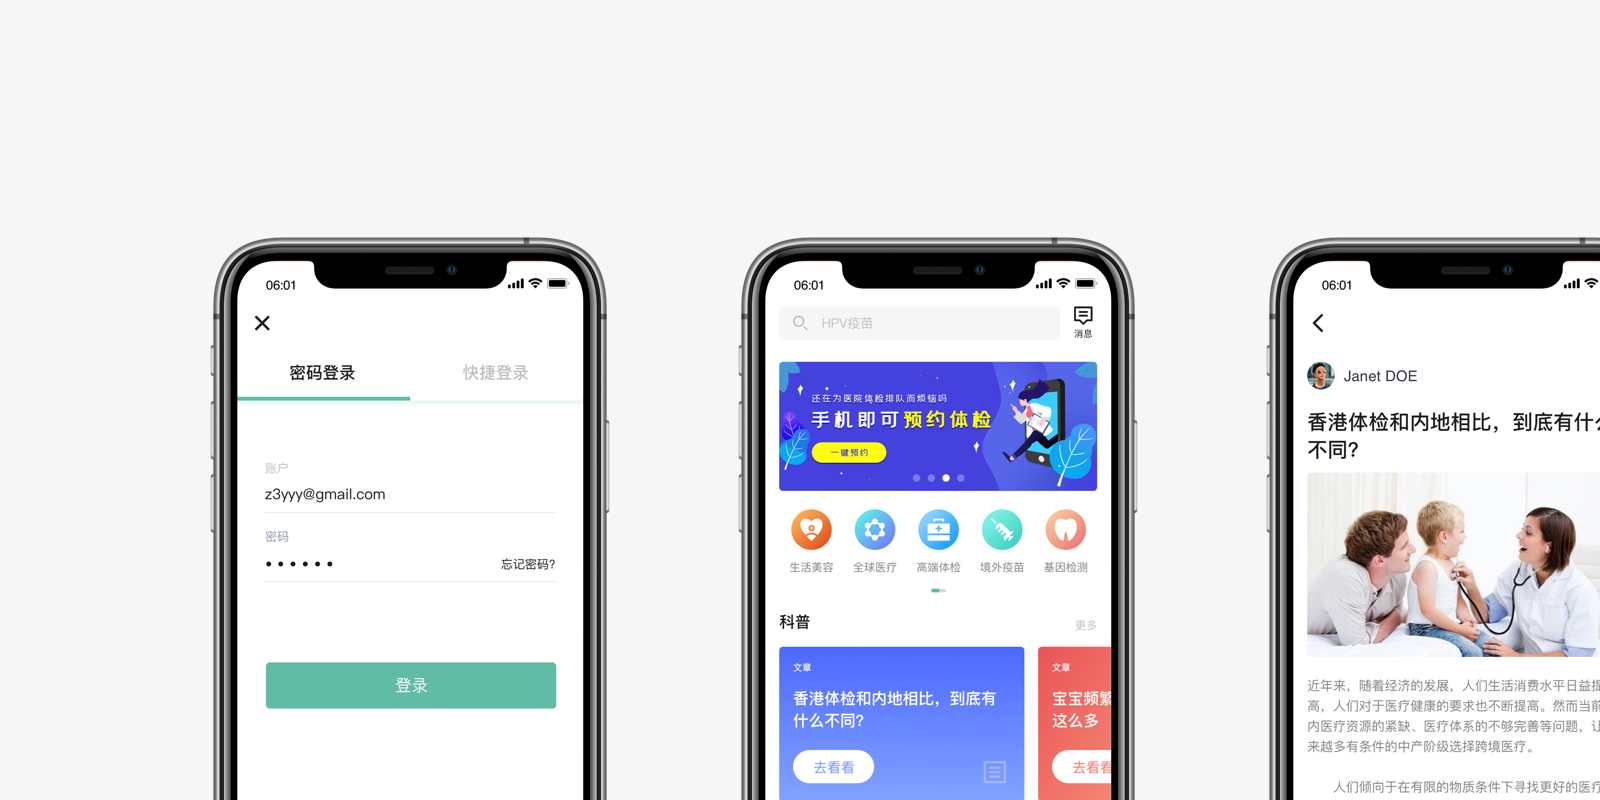 06:01
密码登录
快捷登录
账户
z3yyy@gmail.com
密码
忘记密码?
登录
06:01
HPV疫苗
消息
还在为医院体检排队而烦恼吗
手机即可预约体检
一键预约
生活美容
全球医疗
高端体检
境外疫苗
基因检测
科普
更多
文章
香港体检和内地相比，到底有
什么不同?
去看看
文章
宝宝频繁
这么多
去看看
06:01
Janet DOE
香港体检和内地相比，到底有什么
不同?
近年来，随着经济的发展，人们生活消费水平日益提
高，人们对于医疗健康的要求也不断提高。然而当前
内医疗资源的紧缺、医疗体系的不够完善等问题，让
来越多有条件的中产阶级选择跨境医疗。
人们倾向于在有限的物质条件下寻找更好的医疗